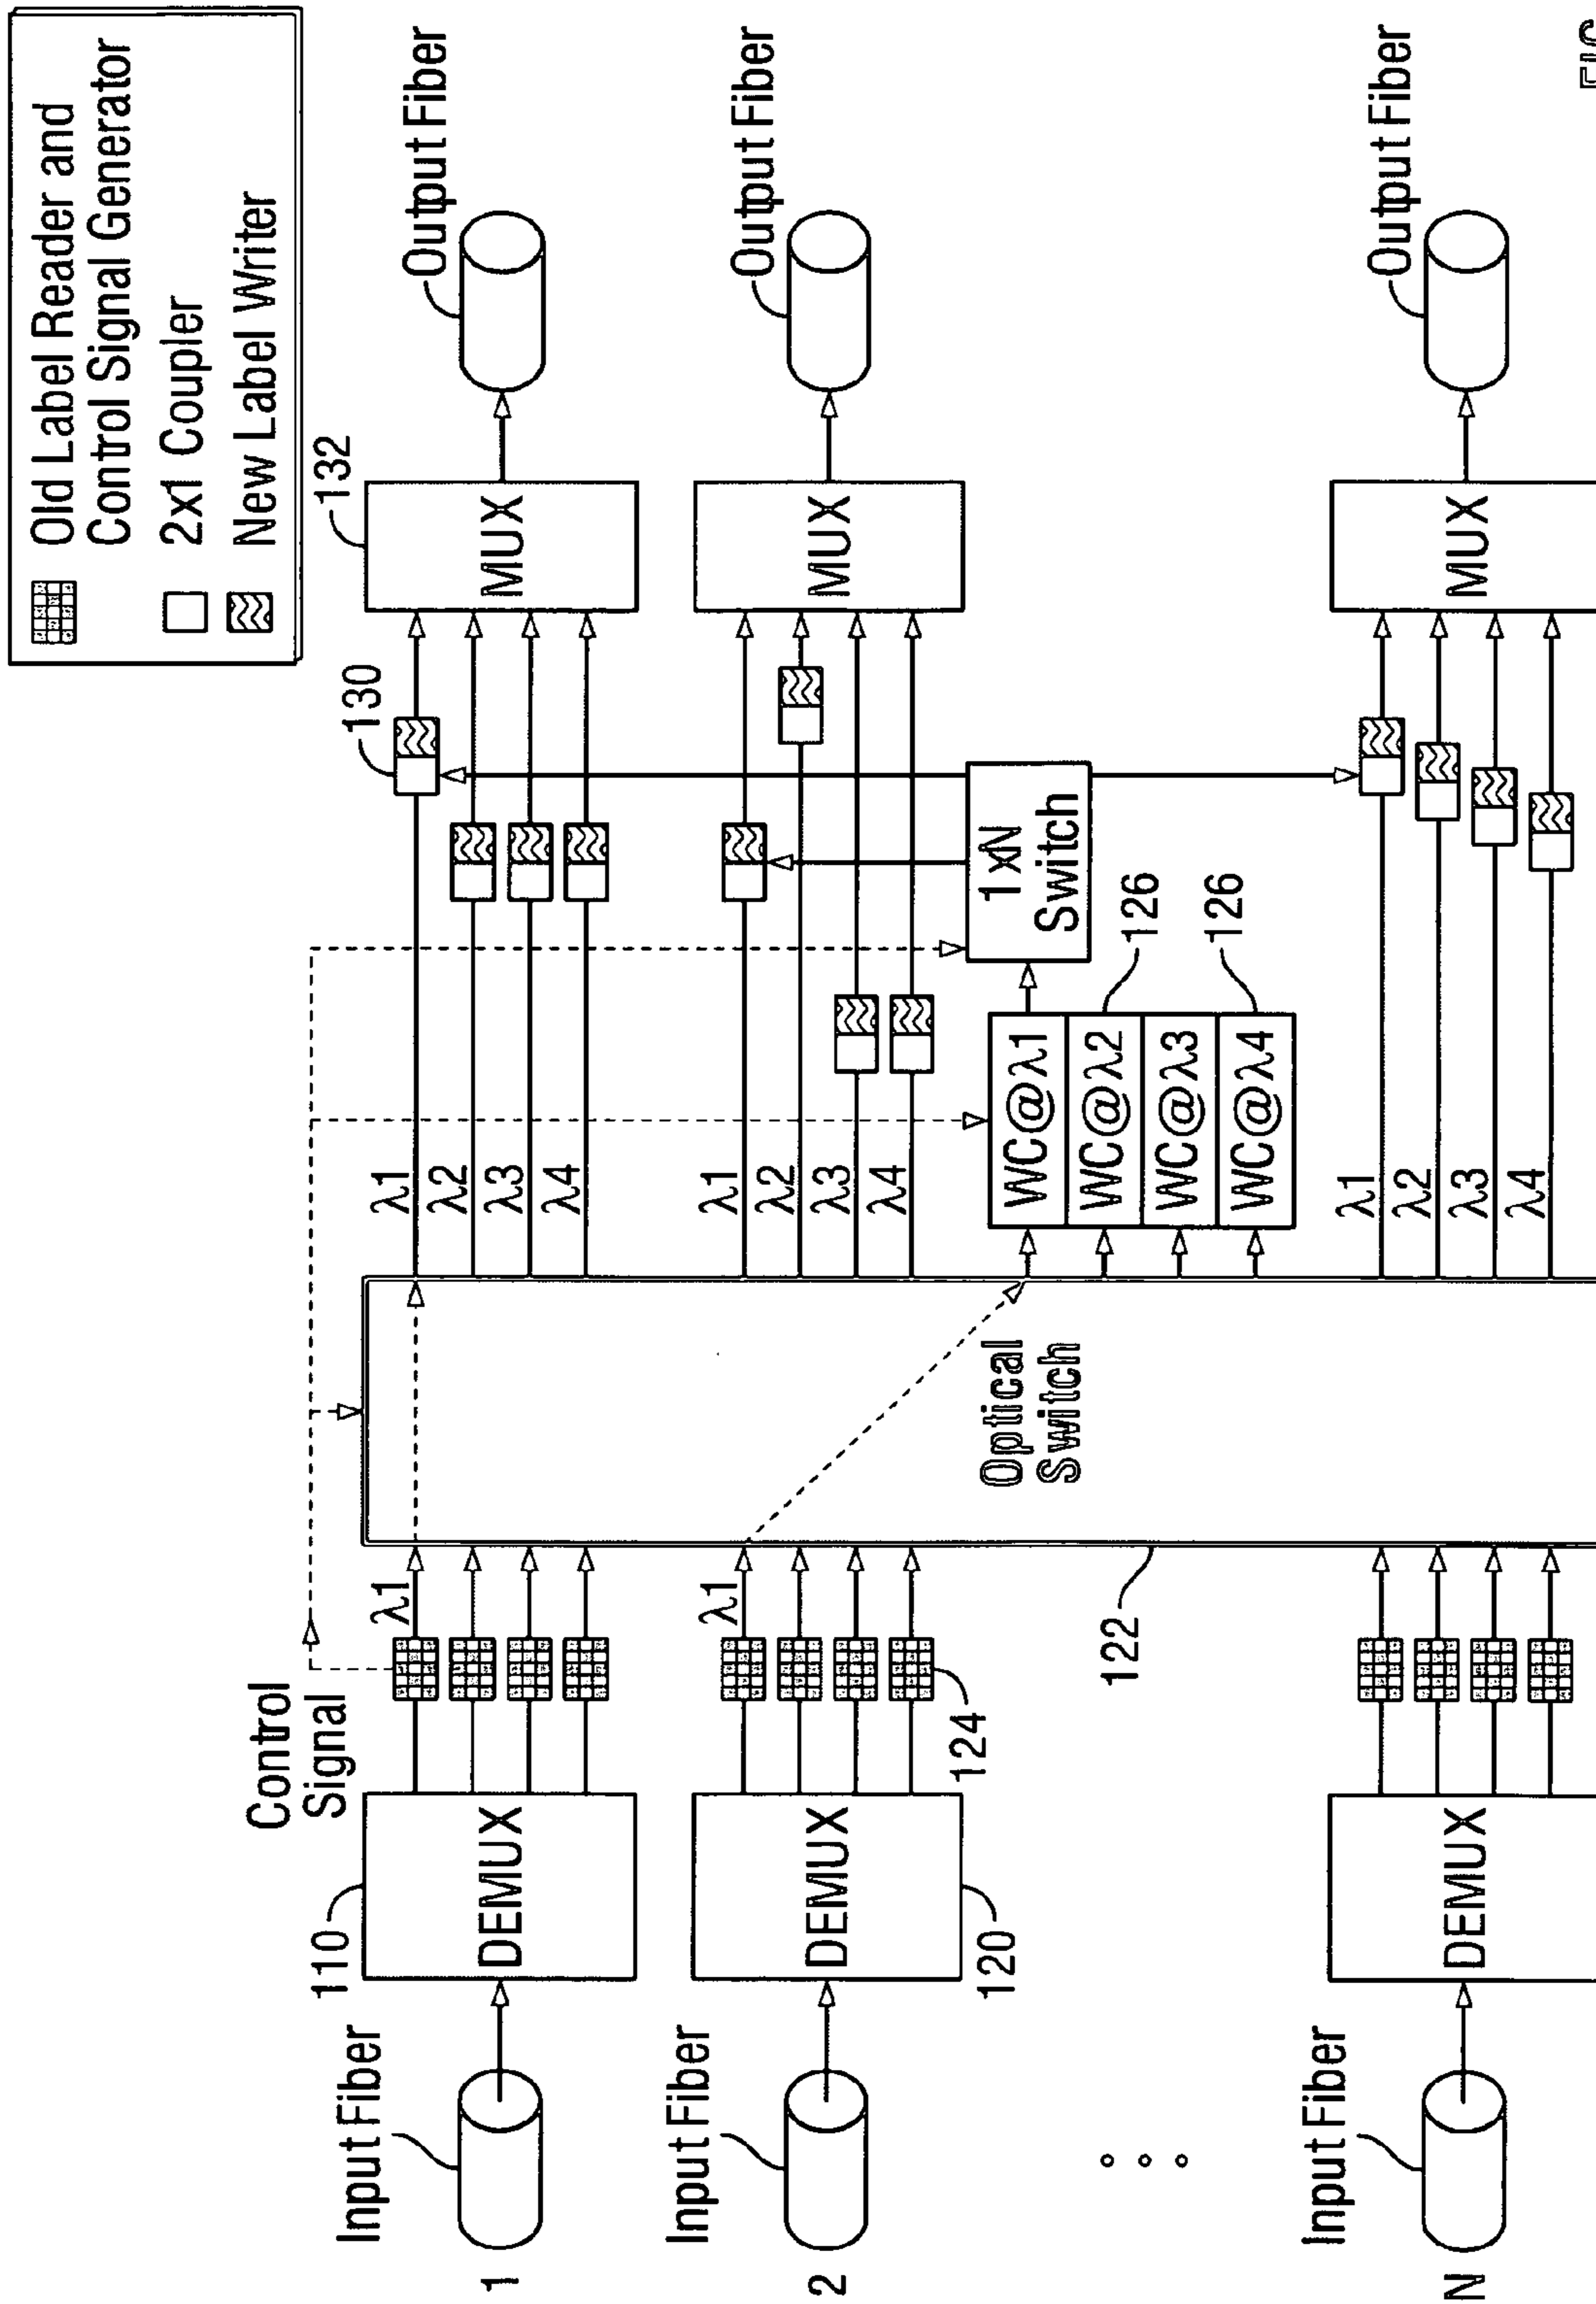 Old Label Reader and
Control Signal Generator
2x1 Coupler
New Label Writer
Control
Signal
Input Fiber
1
110
DEMUX
λ1
λ1
λ2
λ3
λ4
130
132
MUX
Output Fiber
Input Fiber
2
120
DEMUX
λ1
124
122
Optical
Switch
λ1
λ2
λ3
λ4
MUX
Output Fiber
WC@λ1
WC@λ2
WC@λ3
WC@λ4
126
126
1xN
Switch
Input Fiber
N
DEMUX
λ1
λ2
λ3
λ4
MUX
Output Fiber
FIG